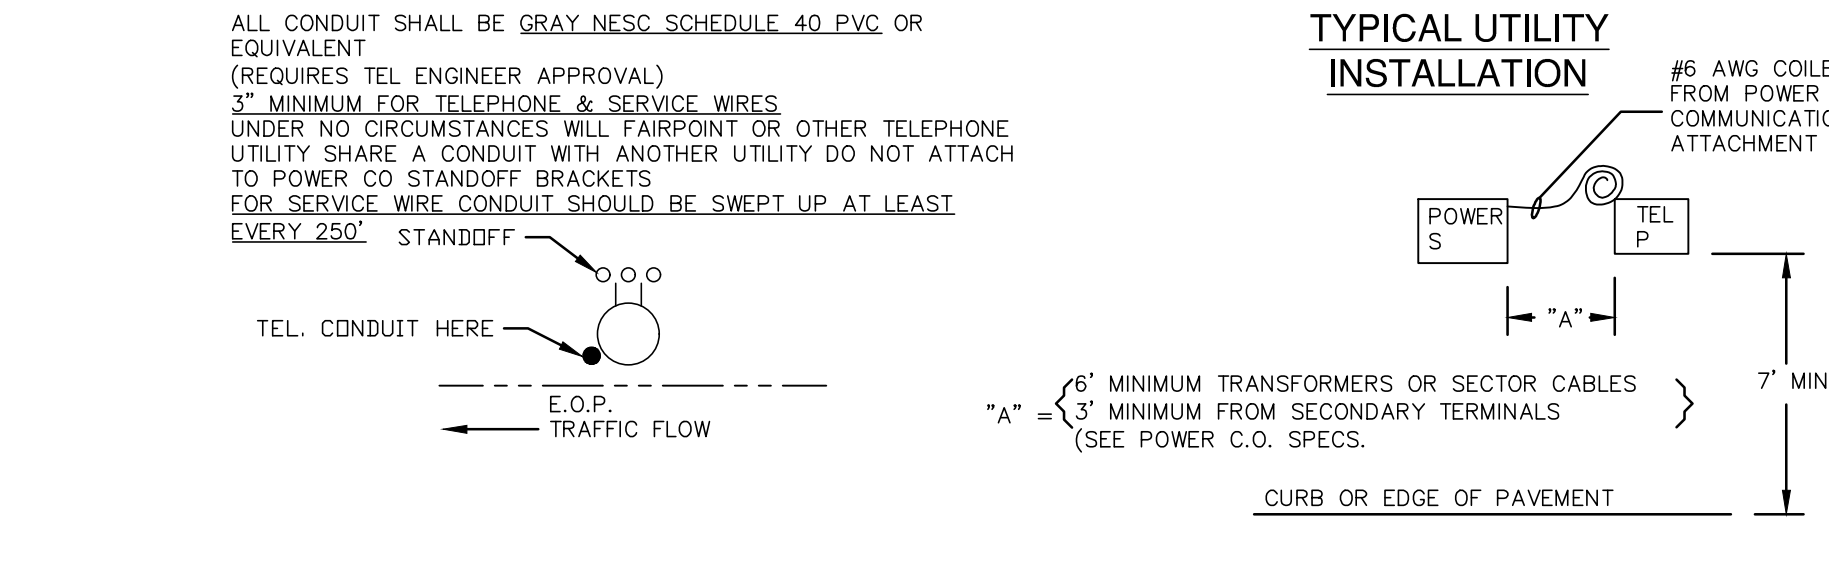 ALL CONDUIT SHALL BE GRAY NESC SCHEDULE 40 PVC OR
EQUIVALENT
(REQUIRES TEL ENGINEER APPROVAL)
3" MINIMUM FOR TELEPHONE & SERVICE WIRES
UNDER NO CIRCUMSTANCES WILL FAIRPOINT OR OTHER TELEPHONE
UTILITY SHARE A CONDUIT WITH ANOTHER UTILITY DO NOT ATTACH
TO POWER CO STANDOFF BRACKETS
FOR SERVICE WIRE CONDUIT SHOULD BE SWEPT UP AT LEAST
EVERY 250'
STANDOFF
TEL. CONDUIT HERE
E.O.P.
TRAFFIC FLOW
TYPICAL UTILITY
INSTALLATION
#6 AWG
FROM POWER
ATTACHMENT
POWER
S
TEL
P
"A"
"A" =
6' MINIMUM TRANSFORMERS OR SECTOR CABLES
3' MINIMUM FROM SECONDARY TERMINALS
(SEE POWER C.O. SPECS.
7' MIN
CURB OR EDGE OF PAVEMENT